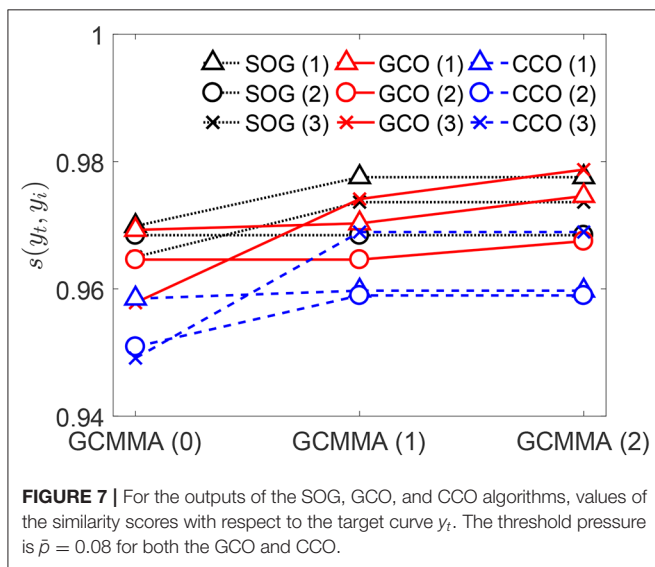 1
SOG (1) GCO (1) CCO (1)
SOG (2) GCO (2) CCO (2)
SOG (3) GCO (3) CCO (3)
0.98
s(yₜ, yᵢ)
0.96
0.94
GCMMA (0) GCMMA (1) GCMMA (2)
FIGURE 7 | For the outputs of the SOG, GCO, and CCO algorithms, values of
the similarity scores with respect to the target curve yₜ. The threshold pressure
is p̄ = 0.08 for both the GCO and CCO.